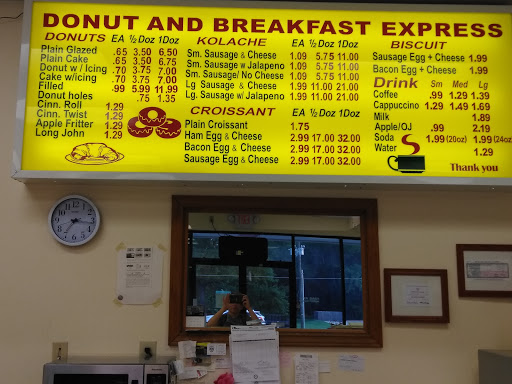 DONUT AND BREAKFAST EXPRESS
DONUTS EA ½ Doz 1Doz
Plain Glazed .65 3.50 6.50
Plain Cake .65 3.50 6.75
Donut w / Icing .70 3.75 7.00
Cake w/icing .70 3.75 7.00
Filled .99 5.99 11.99
Donut holes .75 1.35
Cinn. Roll 1.29
Cinn. Twist 1.29
Apple Fritter 1.29
Long John 1.29
KOLACHE EA ½ Doz 1Doz
Sm. Sausage & Cheese 1.09 5.75 11.00
Sm. Sausage w Jalapeno 1.09 5.75 11.00
Sm. Sausage/ No Cheese 1.09 5.75 11.00
Lg Sausage & Cheese 1.99 11.00 21.00
Lg Sausage w/ Jalapeno 1.99 11.00 21.00
CROISSANT EA ½ Doz 1Doz
Plain Croissant 1.75
Ham Egg & Cheese 2.99 17.00 32.00
Bacon Egg & Cheese 2.99 17.00 32.00
Sausage Egg & Cheese 2.99 17.00 32.00
BISCUIT
Sausage Egg + Cheese 1.99
Bacon Egg + Cheese 1.99
Drink Sm Med Lrg
Coffee .99 1.29 1.39
Cappuccino 1.29 1.49 1.69
Milk 1.89
Apple/OJ .99 2.19
Soda 1.99 (20oz) 1.99 (24oz)
Water 1.29
Thank you